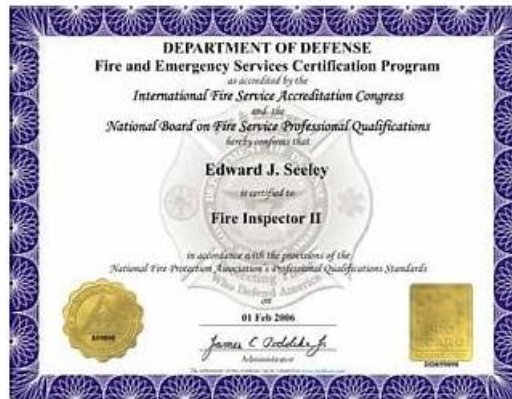 DEPARTMENT OF DEFENSE
Fire and Emergency Services Certification Program
as accredited by the
International Fire Service Accreditation Congress
and the
National Board on Fire Service Professional Qualifications
hereby confirms that
Edward J. Seeley
is certified to
Fire Inspector II
in accordance with the provisions of the
National Fire Protection Association's Professional Qualifications Standards
Who Defend America
on
01 Feb 2006
Administrator